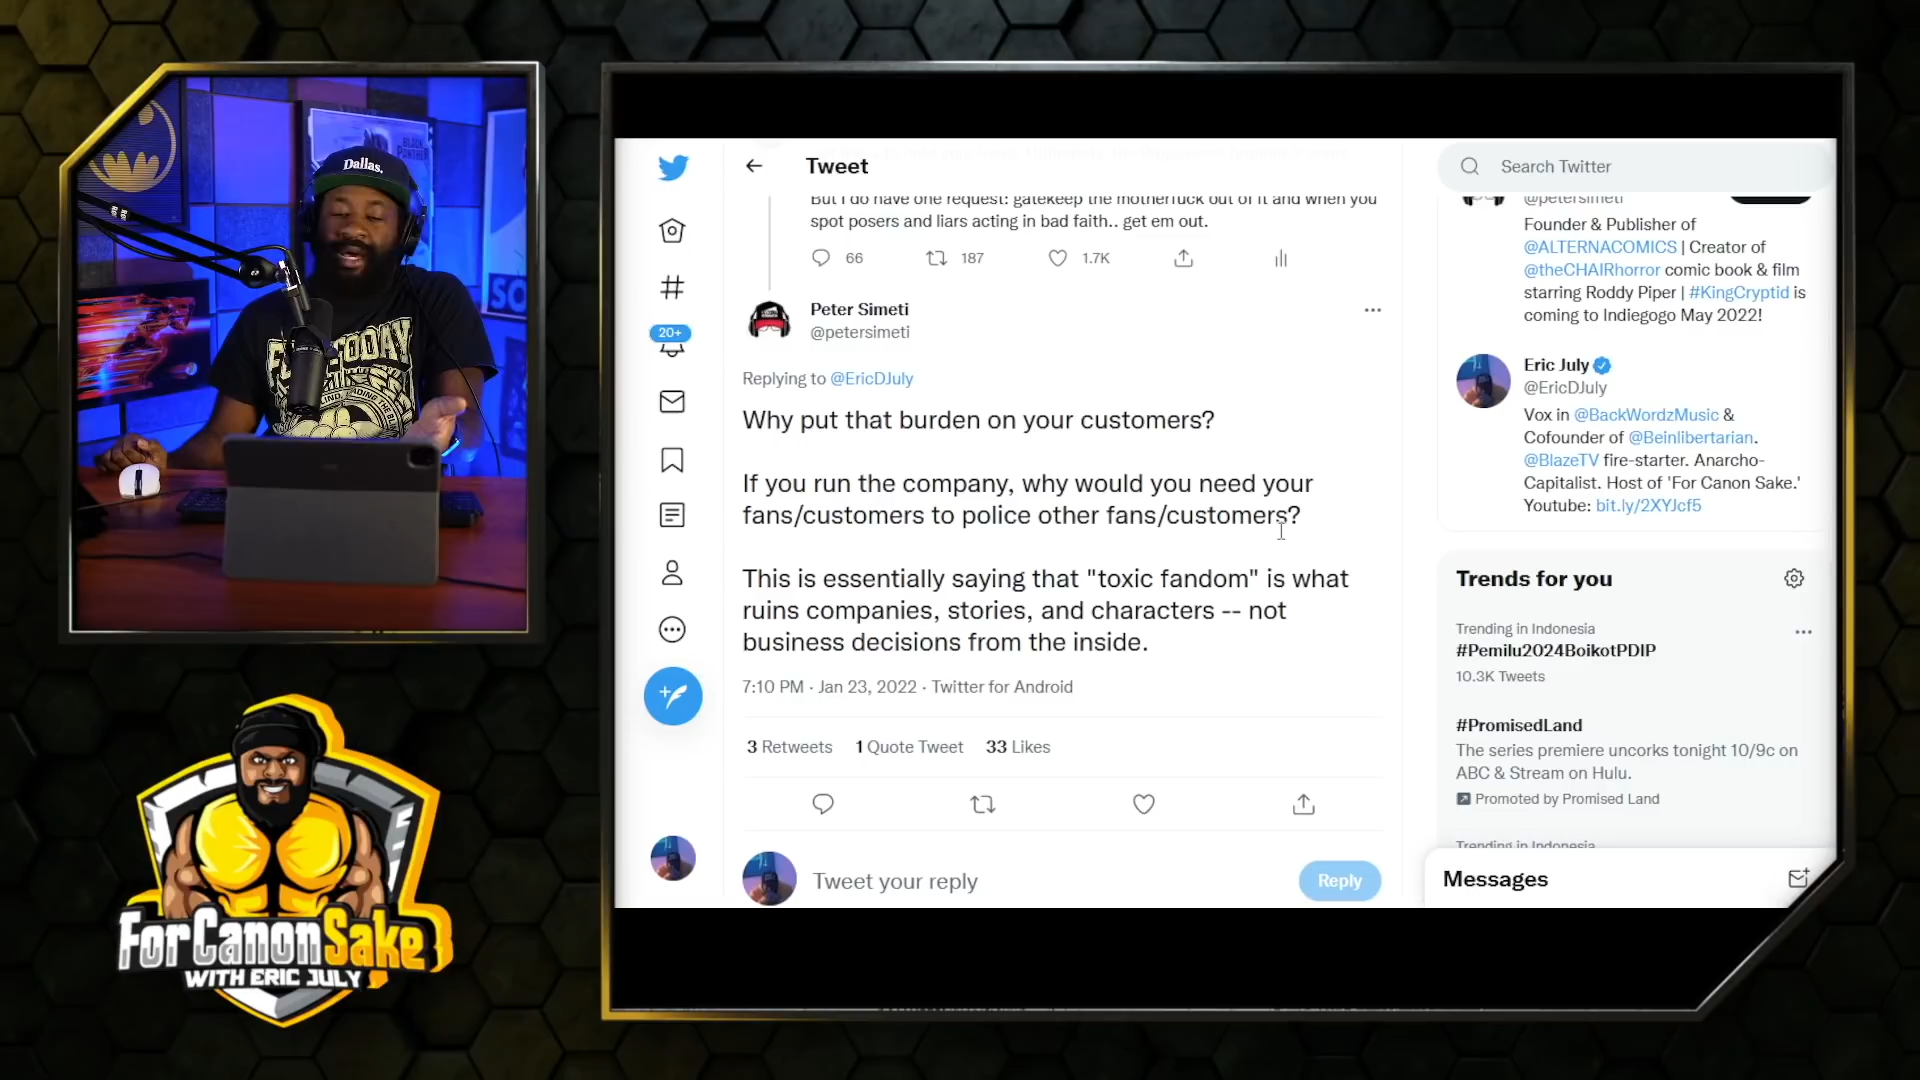 BLACK
PANTHER
Dallas.
SO
ForCanonSake
WITH ERIC JULY
Tweet
But I do have one request: gatekeep the motherfuck out of it and when you
spot posers and liars acting in bad faith.. get em out.
66
187
1.7K
20+
Peter Simeti
@petersimeti
Replying to @EricDJuly
Why put that burden on your customers?
If you run the company, why would you need your
fans/customers to police other fans/customers?
This is essentially saying that "toxic fandom" is what
ruins companies, stories, and characters -- not
business decisions from the inside.
7:10 PM · Jan 23, 2022 · Twitter for Android
3 Retweets 1 Quote Tweet 33 Likes
Tweet your reply
Reply
Search Twitter
@petersimeti
Founder & Publisher of
@ALTERNACOMICS | Creator of
@theCHAIRhorror comic book & film
starring Roddy Piper | #KingCryptid is
coming to Indiegogo May 2022!
Eric July
@EricDJuly
Vox in @BackWordzMusic &
Cofounder of @Beinlibertarian.
@BlazeTV fire-starter. Anarcho-
Capitalist. Host of 'For Canon Sake.'
Youtube: bit.ly/2XYJcf5
Trends for you
Trending in Indonesia
#Pemilu2024BoikotPDIP
10.3K Tweets
#PromisedLand
The series premiere uncorks tonight 10/9c on
ABC & Stream on Hulu.
Promoted by Promised Land
Trending in Indonesia
Messages